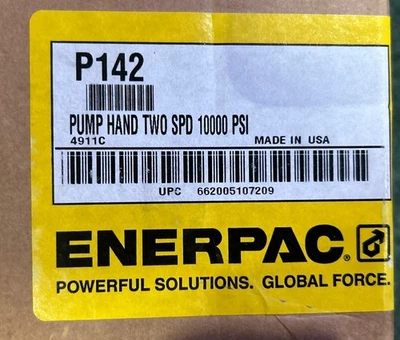 P142
PUMP HAND TWO SPD 10000 PSI
4911C MADE IN USA
UPC 662005107209
ENERPAC®
POWERFUL SOLUTIONS. GLOBAL FORCE.